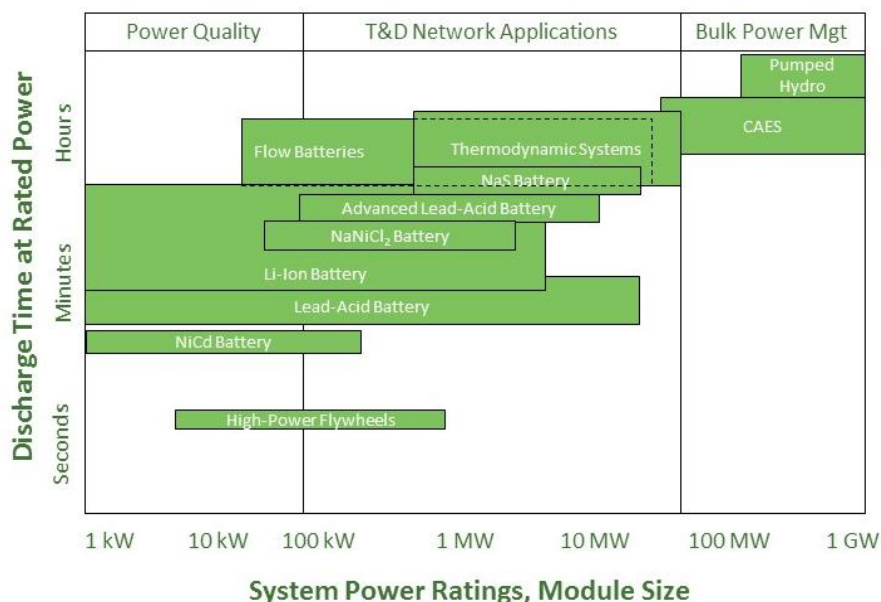 Power Quality
T&D Network Applications
Bulk Power Mgt
Discharge Time at Rated Power
Hours
Minutes
Seconds
Pumped
Hydro
CAES
Flow Batteries
Thermodynamic Systems
NaS Battery
Advanced Lead-Acid Battery
NaNiCl₂ Battery
Li-Ion Battery
Lead-Acid Battery
NiCd Battery
High-Power Flywheels
1 kW
10 kW
100 kW
1 MW
10 MW
100 MW
1 GW
System Power Ratings, Module Size